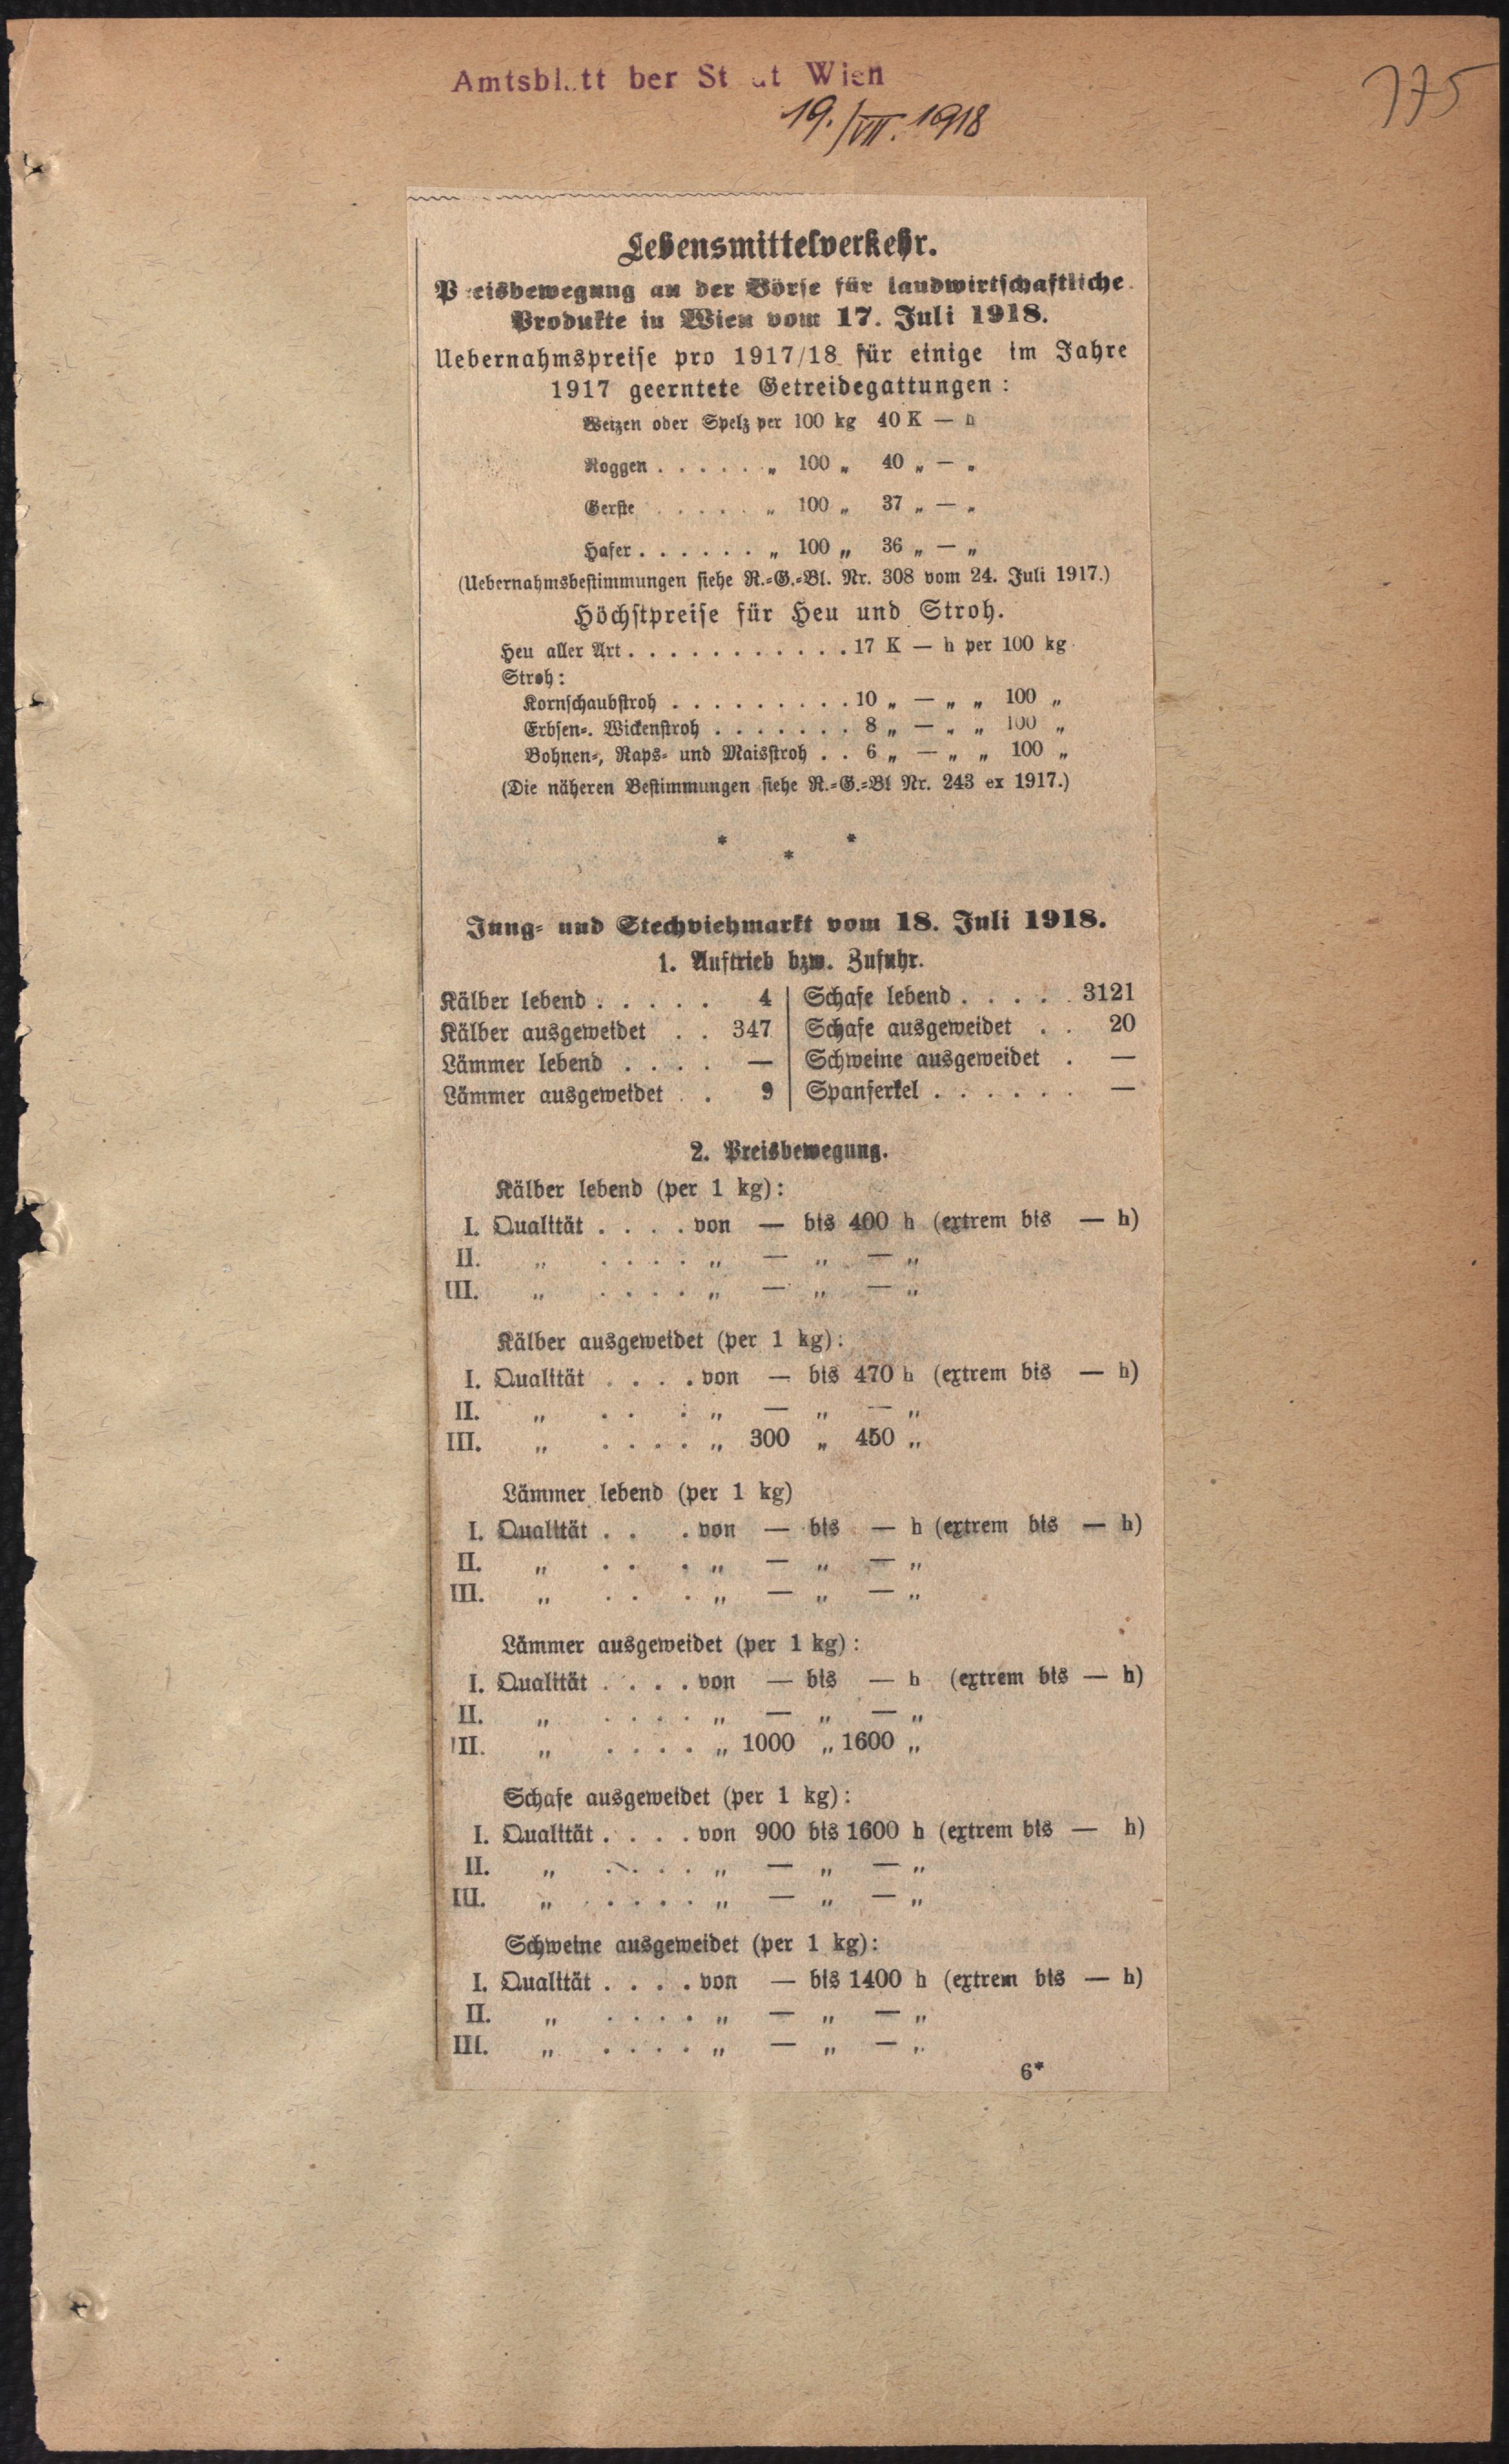 Amtsbl..tt ber St..dt Wien
19./VII. 1918
775
Lebensmittelverkehr.
Preisbewegung an der Börse für landwirtschaftliche
Produkte in Wien vom 17. Juli 1918.
Uebernahmspreise pro 1917/18 für einige im Jahre
1917 geerntete Getreidegattungen:
Weizen oder Spelz per 100 kg 40 K — h
Roggen . . . . . . „ 100 „ 40 „ — „
Gerste . . . . . „ 100 „ 37 „ — „
Hafer . . . . . . „ 100 „ 36 „ — „
(Uebernahmsbestimmungen siehe R.-G.-Bl. Nr. 308 vom 24. Juli 1917.)
Höchstpreise für Heu und Stroh.
Heu aller Art . . . . . . . . . . . 17 K — h per 100 kg
Stroh:
Kornschaubstroh . . . . . . . . . 10 „ — „ „ 100 „
Erbsen-. Wickenstroh . . . . . . . 8 „ — „ „ 100 „
Bohnen-, Raps- und Maisstroh . . 6 „ — „ „ 100 „
(Die näheren Bestimmungen siehe R.-G.-Bl Nr. 243 ex 1917.)
* * *
Jung- und Stechviehmarkt vom 18. Juli 1918.
1. Auftrieb bzw. Zufuhr.
Kälber lebend . . . . . 4 | Schafe lebend . . . . . 3121
Kälber ausgeweidet . . 347 | Schafe ausgeweidet . . 20
Lämmer lebend . . . . — | Schweine ausgeweidet . —
Lämmer ausgeweidet . . 9 | Spanferkel . . . . . . —
2. Preisbewegung.
Kälber lebend (per 1 kg):
I. Qualität . . . . von — bis 400 h (extrem bis — h)
II. „ . . . . „ — „ — „
III. „ . . . . „ — „ — „
Kälber ausgeweidet (per 1 kg):
I. Qualität . . . . von — bis 470 h (extrem bis — h)
II. „ . . . „ — „ — „
III. „ . . . . „ 300 „ 450 „
Lämmer lebend (per 1 kg)
I. Qualität . . . von — bis — h (extrem bis — h)
II. „ . . . „ — „ — „
III. „ . . . „ — „ — „
Lämmer ausgeweidet (per 1 kg):
I. Qualität . . . . von — bis — h (extrem bis — h)
II. „ . . . . „ — „ — „
III. „ . . . . „ 1000 „ 1600 „
Schafe ausgeweidet (per 1 kg):
I. Qualität . . . . von 900 bis 1600 h (extrem bis — h)
II. „ . . . . „ — „ — „
III. „ . . . . . „ — „ — „
Schweine ausgeweidet (per 1 kg):
I. Qualität . . . . von — bis 1400 h (extrem bis — h)
II. „ . . . . „ — „ — „
III. „ . . . . „ — „ — „
6*